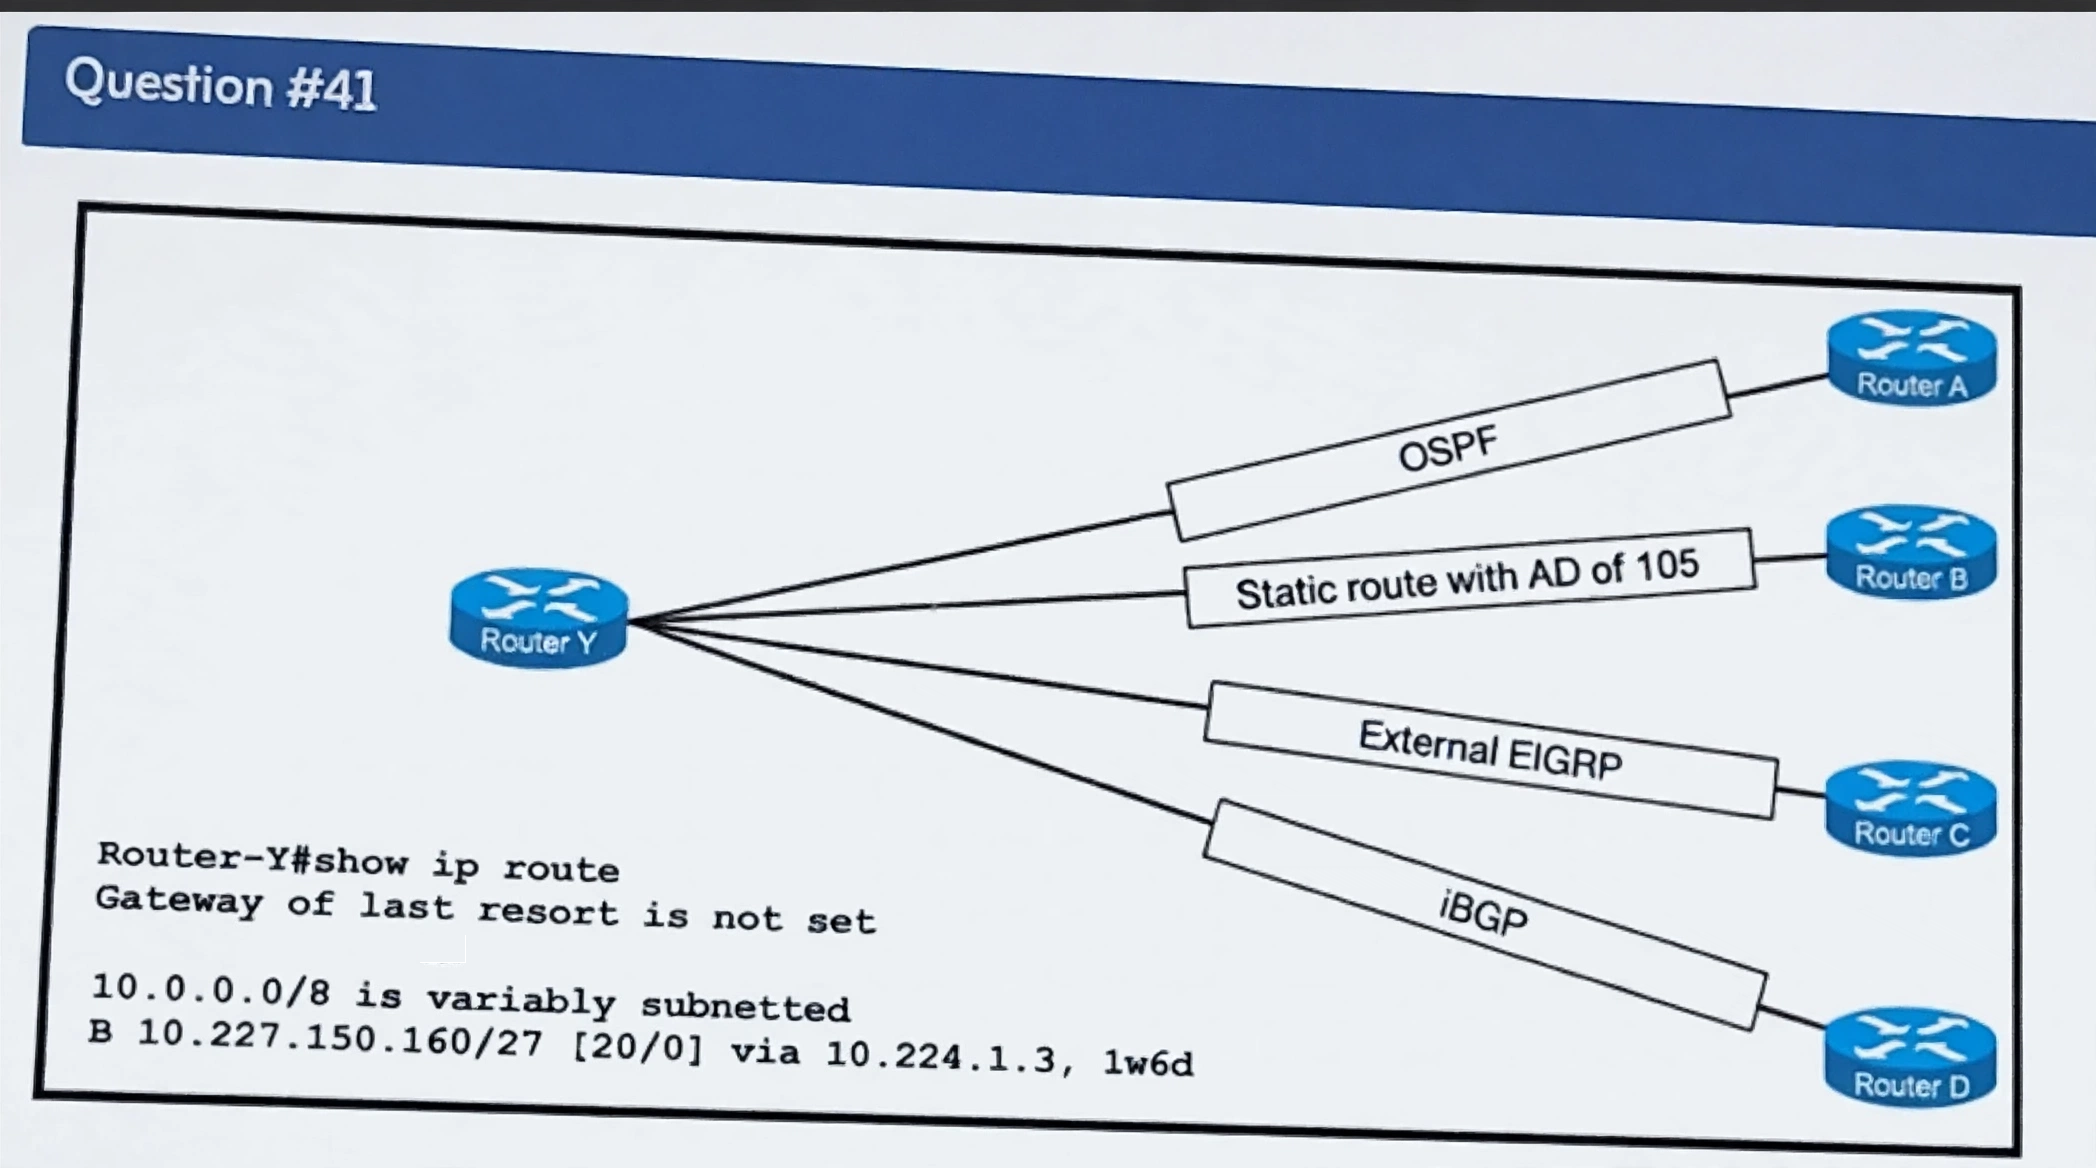 Question #41
Router A
OSPF
Router B
Static route with AD of 105
Router Y
External EIGRP
Router C
iBGP
Router D
Router-Y#show ip route
Gateway of last resort is not set
10.0.0.0/8 is variably subnetted
B 10.227.150.160/27 [20/0] via 10.224.1.3, 1w6d